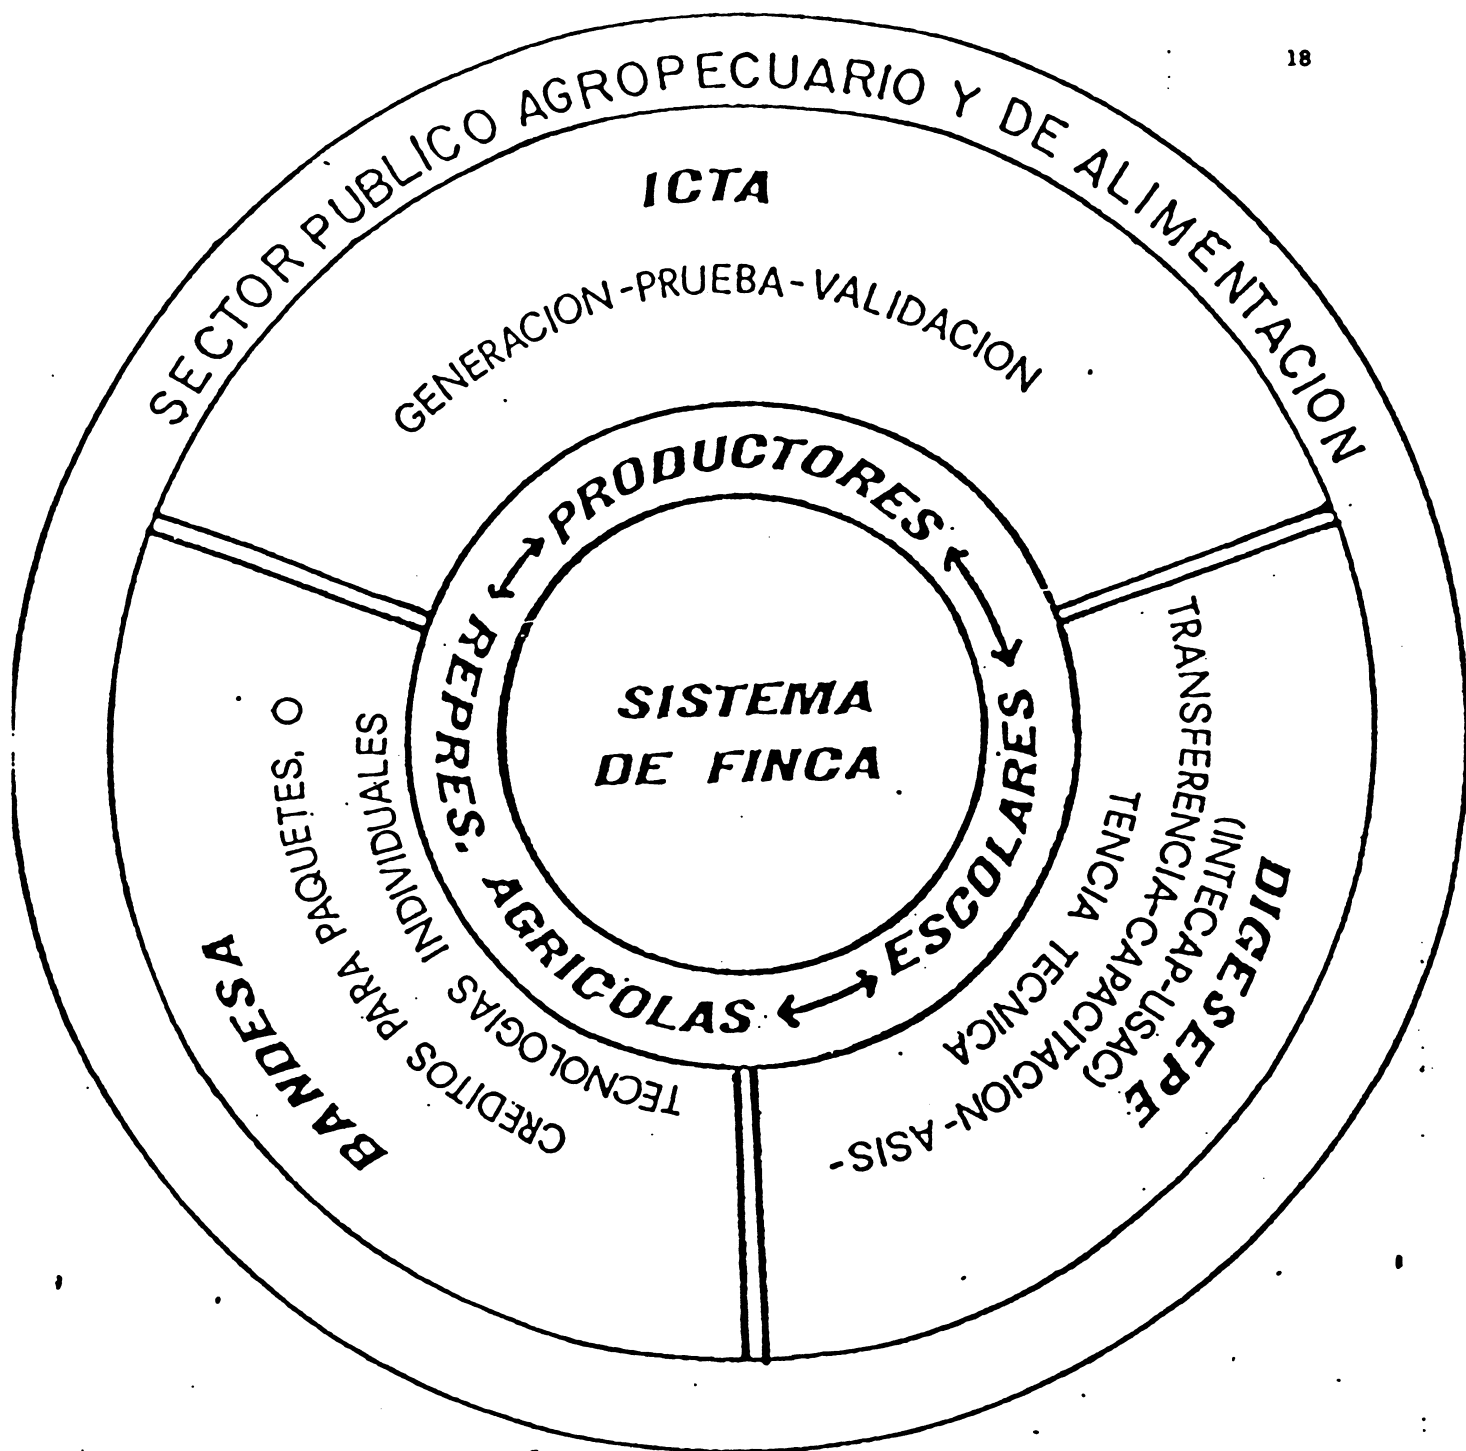 18
SECTOR PUBLICO AGROPECUARIO Y DE ALIMENTACION
ICTA
GENERACION-PRUEBA-VALIDACION
PRODUCTORES
ESCOLARES
REPRES. AGRICOLAS
SISTEMA
DE FINCA
DIGESEPE
(INTECAP-USAC)
TRANSFERENCIA-CAPACITACION-ASIS-
TENCIA TECNICA
BANDESA
CREDITOS PARA PAQUETES, O
TECNOLOGIAS INDIVIDUALES